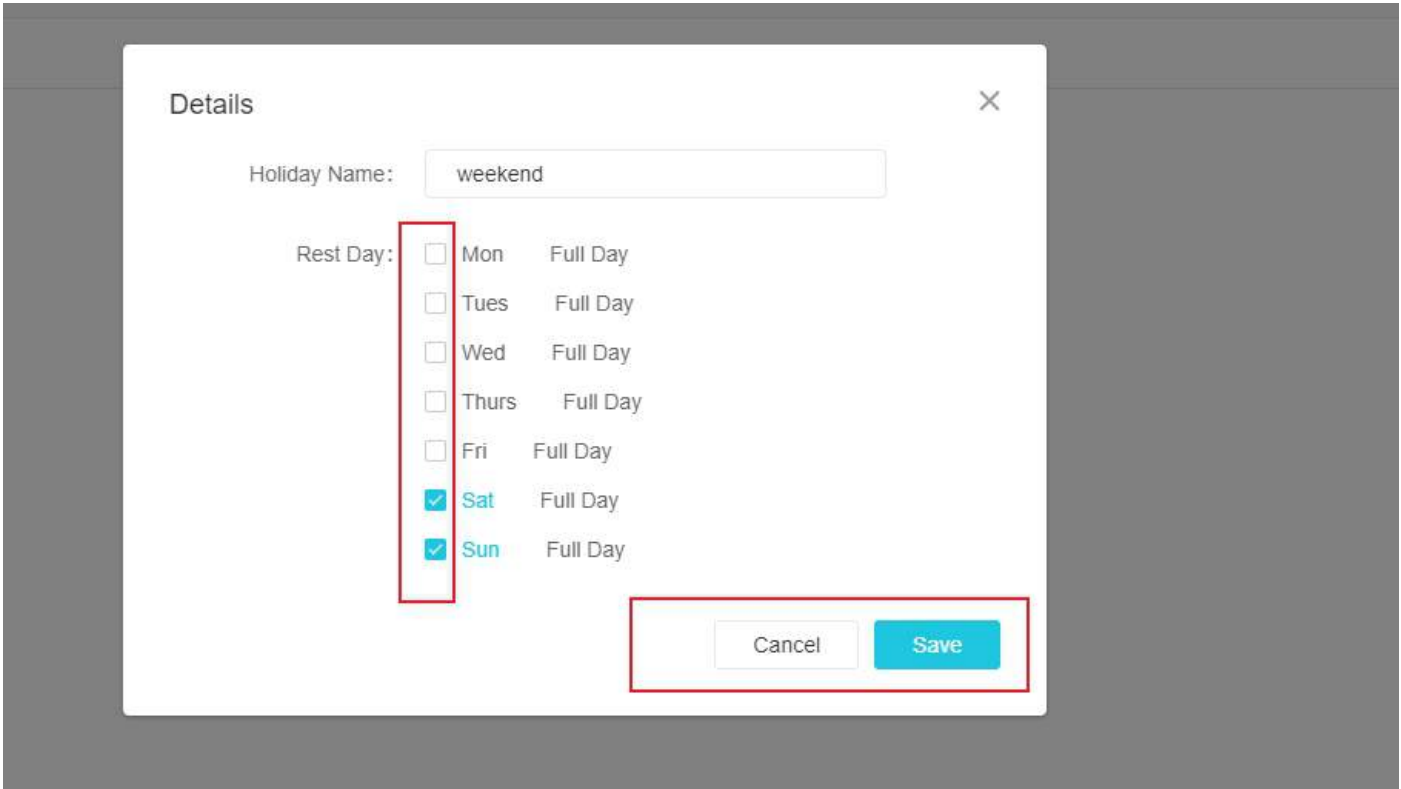 Details
Holiday Name: weekend
Rest Day: Mon Full Day
Tues Full Day
Wed Full Day
Thurs Full Day
Fri Full Day
Sat Full Day
Sun Full Day
Cancel Save